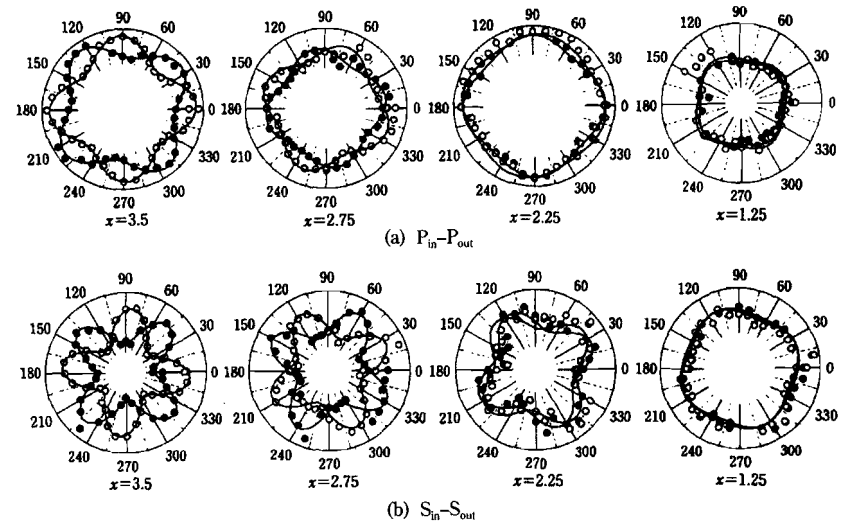 90 90 90 90
120 60 120 60 120 60 120 60
150 30 150 30 150 30 150 30
180 0 180 0 180 0 180 0
210 330 210 330 210 330 210 330
240 300 240 300 240 300 240 300
270 270 270 270
x=3.5 x=2.75 x=2.25 x=1.25
(a) P_in–P_out
90 90 90 90
120 60 120 60 120 60 120 60
150 30 150 30 150 30 150 30
180 0 180 0 180 0 180 0
210 330 210 330 210 330 210 330
240 300 240 300 240 300 240 300
270 270 270 270
x=3.5 x=2.75 x=2.25 x=1.25
(b) S_in–S_out